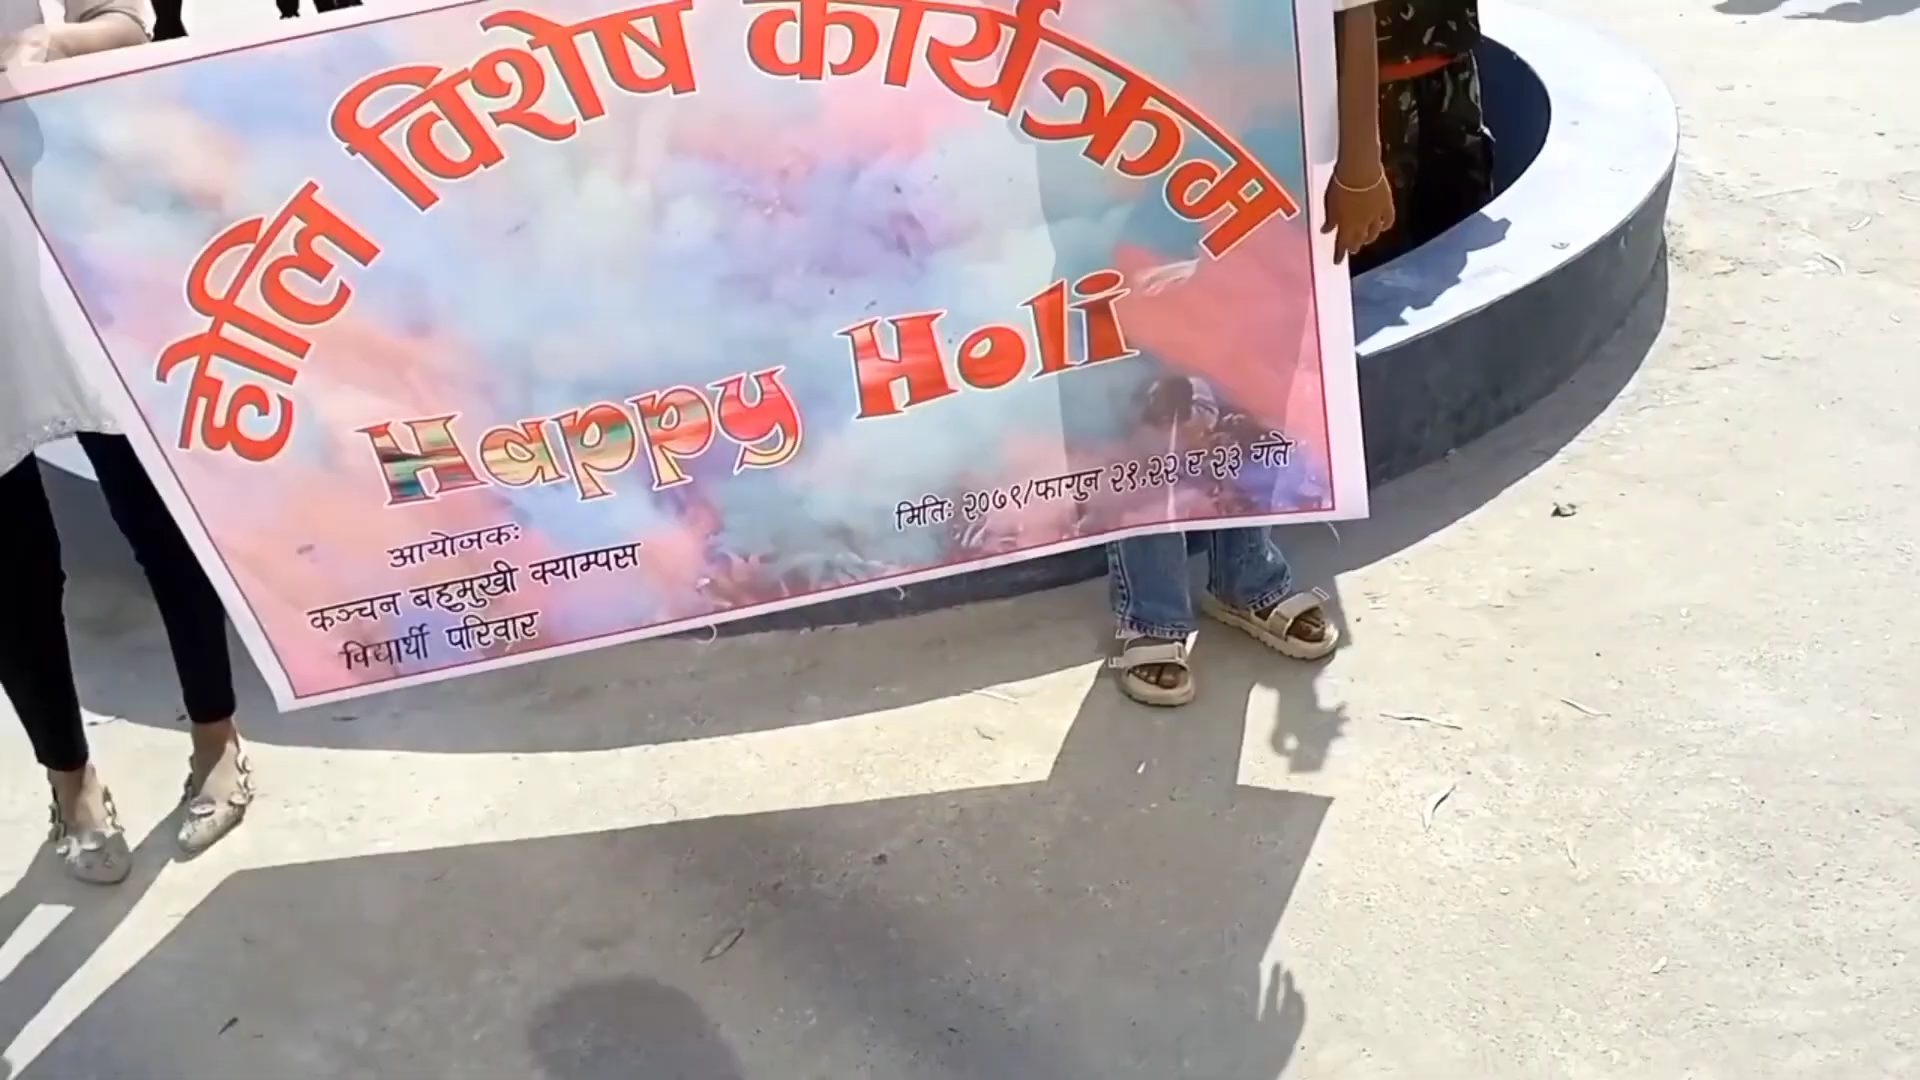 होलि विशेष कार्यक्रम
Happy Holi
मितिः २०७९/फागुन २१,२२ र २३ गते
आयोजकः
कञ्चन बहुमुखी क्याम्पस
विद्यार्थी परिवार